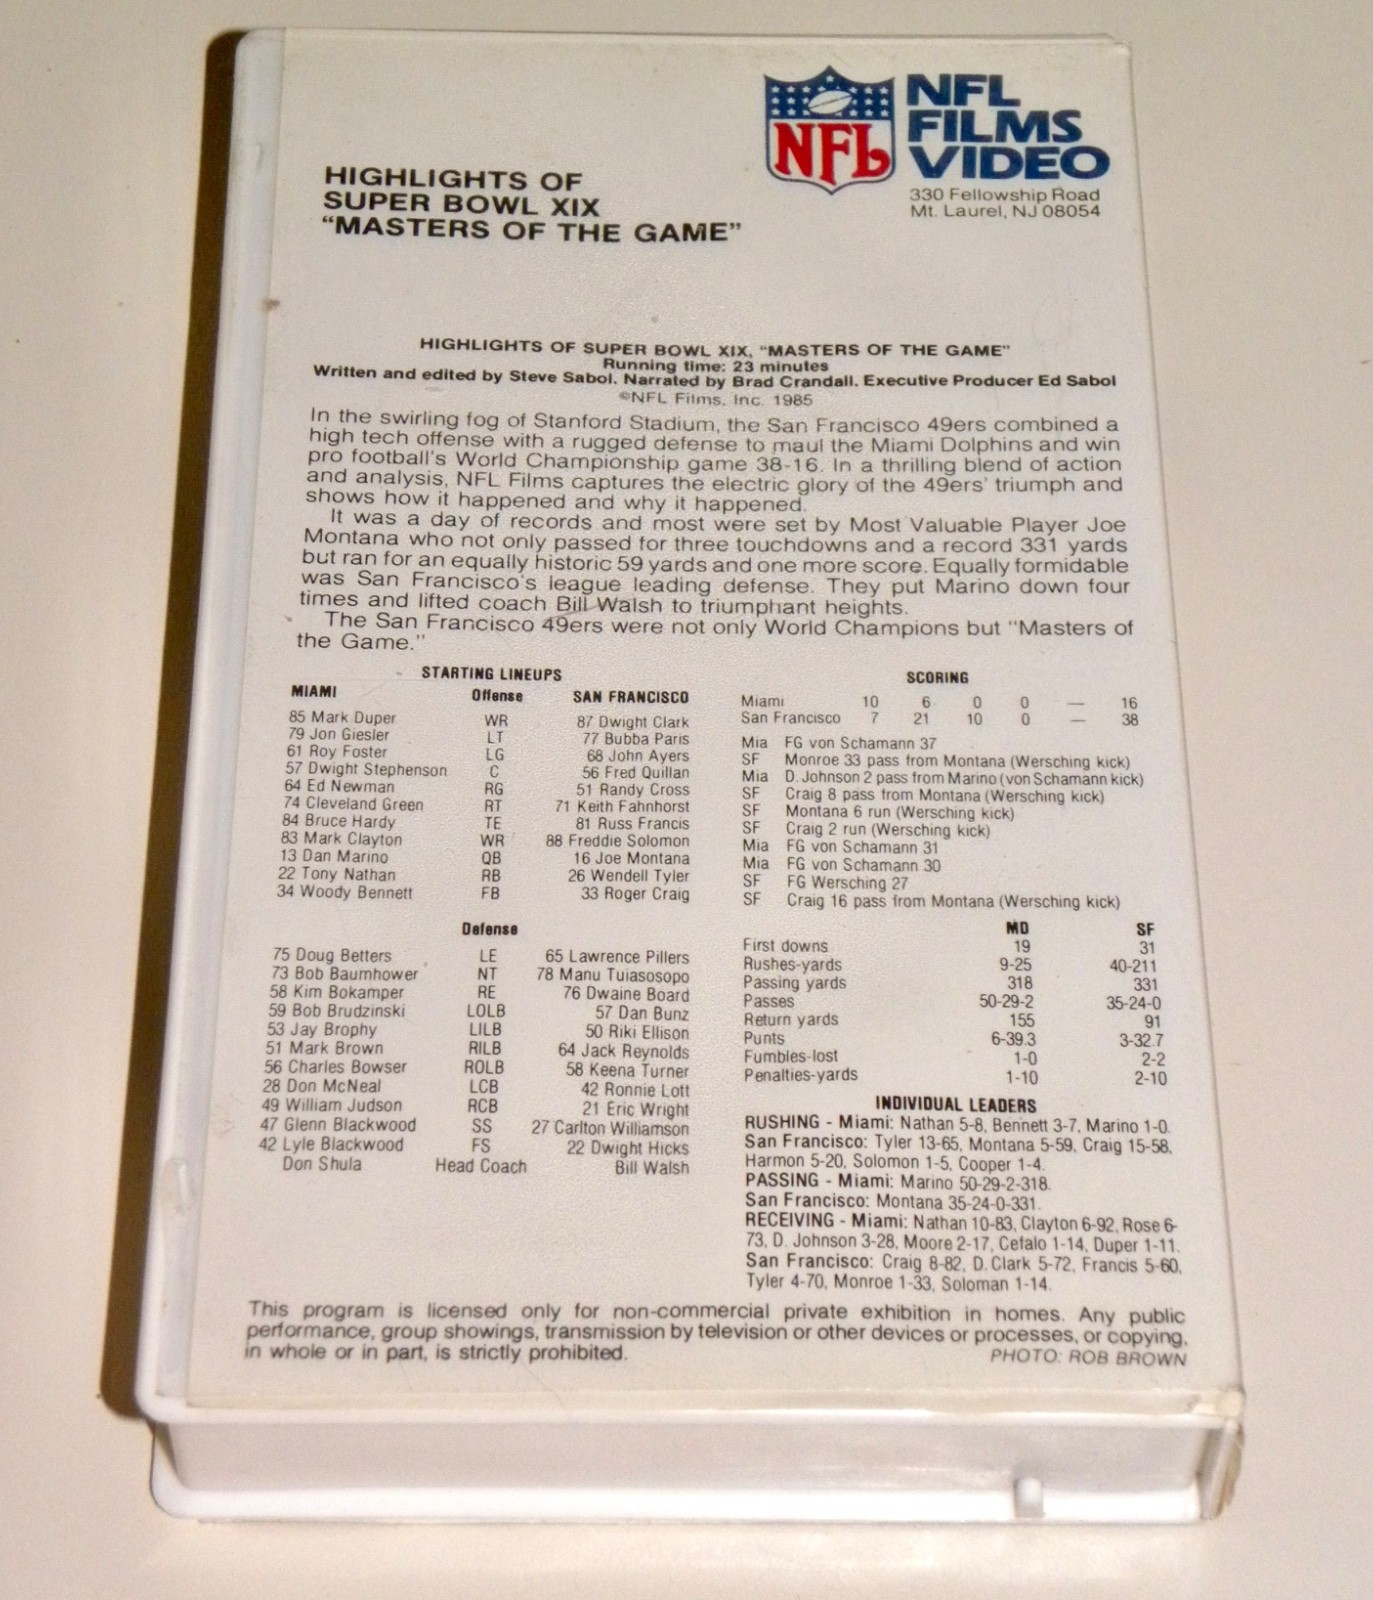 NFL
NFL
FILMS
VIDEO
330 Fellowship Road
Mt. Laurel, NJ 08054
HIGHLIGHTS OF
SUPER BOWL XIX
“MASTERS OF THE GAME”
HIGHLIGHTS OF SUPER BOWL XIX, “MASTERS OF THE GAME”
Running time: 23 minutes
Written and edited by Steve Sabol. Narrated by Brad Crandall. Executive Producer Ed Sabol
©NFL Films, Inc. 1985
In the swirling fog of Stanford Stadium, the San Francisco 49ers combined a
high tech offense with a rugged defense to maul the Miami Dolphins and win
pro football's World Championship game 38-16. In a thrilling blend of action
and analysis, NFL Films captures the electric glory of the 49ers' triumph and
shows how it happened and why it happened.
It was a day of records and most were set by Most Valuable Player Joe
Montana who not only passed for three touchdowns and a record 331 yards
but ran for an equally historic 59 yards and one more score. Equally formidable
was San Francisco's league leading defense. They put Marino down four
times and lifted coach Bill Walsh to triumphant heights.
The San Francisco 49ers were not only World Champions but “Masters of
the Game.”
STARTING LINEUPS
MIAMI Offense SAN FRANCISCO
85 Mark Duper WR 87 Dwight Clark
79 Jon Giesler LT 77 Bubba Paris
61 Roy Foster LG 68 John Ayers
57 Dwight Stephenson C 56 Fred Quillan
64 Ed Newman RG 51 Randy Cross
74 Cleveland Green RT 71 Keith Fahnhorst
84 Bruce Hardy TE 81 Russ Francis
83 Mark Clayton WR 88 Freddie Solomon
13 Dan Marino QB 16 Joe Montana
22 Tony Nathan RB 26 Wendell Tyler
34 Woody Bennett FB 33 Roger Craig
Defense
75 Doug Betters LE 65 Lawrence Pillers
73 Bob Baumhower NT 78 Manu Tuiasosopo
58 Kim Bokamper RE 76 Dwaine Board
59 Bob Brudzinski LOLB 57 Dan Bunz
53 Jay Brophy LILB 50 Riki Ellison
51 Mark Brown RILB 64 Jack Reynolds
56 Charles Bowser ROLB 58 Keena Turner
28 Don McNeal LCB 42 Ronnie Lott
49 William Judson RCB 21 Eric Wright
47 Glenn Blackwood SS 27 Carlton Williamson
42 Lyle Blackwood FS 22 Dwight Hicks
Don Shula Head Coach Bill Walsh
SCORING
Miami 10 6 0 0 — 16
San Francisco 7 21 10 0 — 38
Mia FG von Schamann 37
SF Monroe 33 pass from Montana (Wersching kick)
Mia D. Johnson 2 pass from Marino (von Schamann kick)
SF Craig 8 pass from Montana (Wersching kick)
SF Montana 6 run (Wersching kick)
SF Craig 2 run (Wersching kick)
Mia FG von Schamann 31
Mia FG von Schamann 30
SF FG Wersching 27
SF Craig 16 pass from Montana (Wersching kick)
MD SF
First downs 19 31
Rushes-yards 9-25 40-211
Passing yards 318 331
Passes 50-29-2 35-24-0
Return yards 155 91
Punts 6-39.3 3-32.7
Fumbles-lost 1-0 2-2
Penalties-yards 1-10 2-10
INDIVIDUAL LEADERS
RUSHING - Miami: Nathan 5-8, Bennett 3-7, Marino 1-0.
San Francisco: Tyler 13-65, Montana 5-59, Craig 15-58,
Harmon 5-20, Solomon 1-5, Cooper 1-4.
PASSING - Miami: Marino 50-29-2-318.
San Francisco: Montana 35-24-0-331.
RECEIVING - Miami: Nathan 10-83, Clayton 6-92, Rose 6-
73, D. Johnson 3-28, Moore 2-17, Cefalo 1-14, Duper 1-11.
San Francisco: Craig 8-82, D. Clark 5-72, Francis 5-60,
Tyler 4-70, Monroe 1-33, Soloman 1-14.
This program is licensed only for non-commercial private exhibition in homes. Any public
performance, group showings, transmission by television or other devices or processes, or copying,
in whole or in part, is strictly prohibited.
PHOTO: ROB BROWN